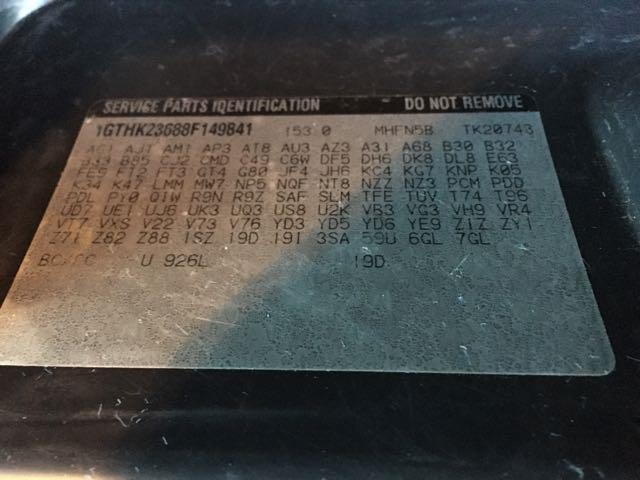 SERVICE PARTS IDENTIFICATION DO NOT REMOVE
1GTHK23688F149841 153.0 MHFN5B TK20743
AG1 AJ1 AM1 AP3 AT8 AU3 AZ3 A31 A68 B30 B32
B33 B85 CJ2 CMD C49 C6W DF5 DH6 DK8 DL8 E63
FE9 FT2 FT3 GT4 G80 JF4 JH6 KC4 KG7 KNP K05
K34 K47 LMM MW7 NP5 NQF NT8 NZZ NZ3 PCM PDD
PDL PY0 QIW R9N R9Z SAF SLM TFE TUV T74 T96
UD7 UE1 UJ6 UK3 UQ3 US8 U2K VB3 VG3 VH9 VR4
VT7 VXS V22 V73 V76 YD3 YD5 YD6 YE9 Z1Z ZY1
Z71 Z82 Z88 1SZ 19D 19I 3SA 59U 6GL 7GL
U 926L 19D